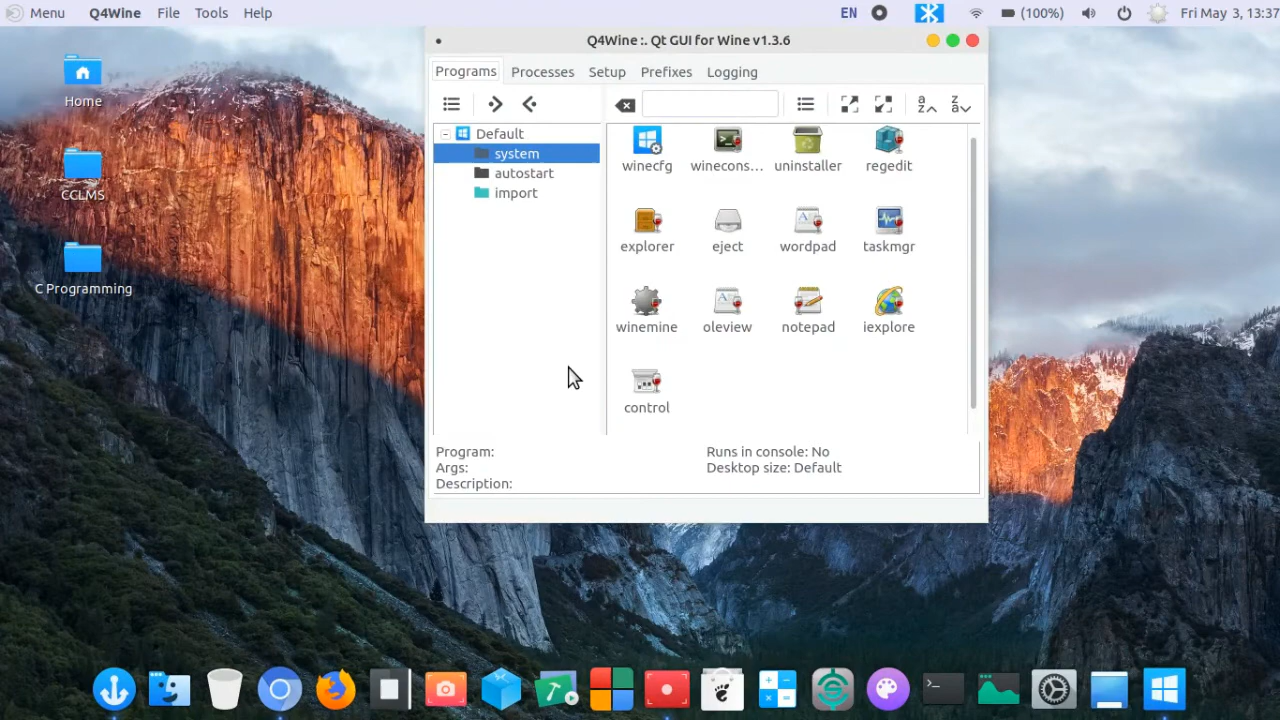 Menu Q4Wine File Tools Help EN (100%) Fri May 3, 13:37
Home
CCLMS
C Programming
Q4Wine :. Qt GUI for Wine v1.3.6
Programs Processes Setup Prefixes Logging
a z z a
Default
system
autostart
import
winecfg winecons... uninstaller regedit
explorer eject wordpad taskmgr
winemine oleview notepad iexplore
control
Program: Runs in console: No
Args: Desktop size: Default
Description: